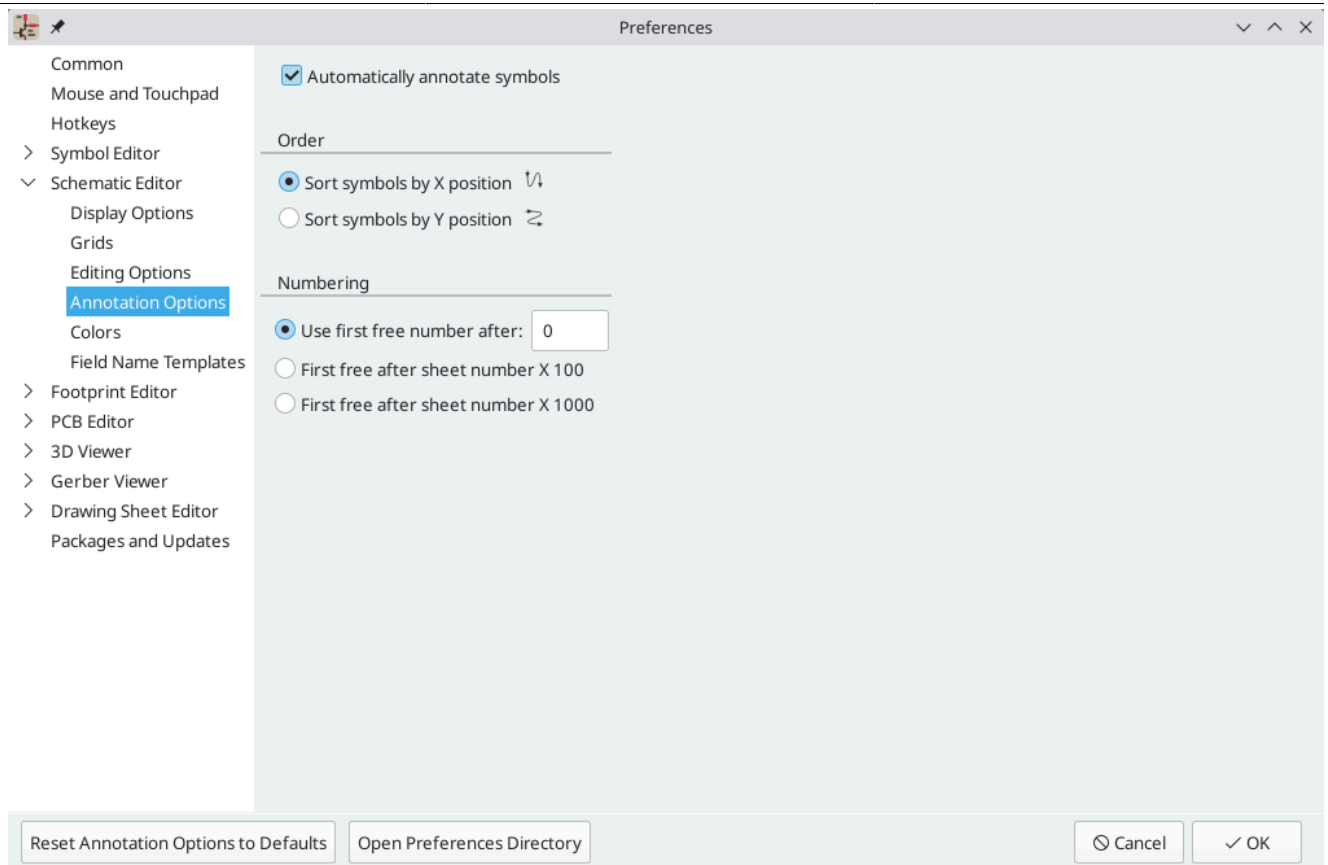 Preferences
Common
Mouse and Touchpad
Hotkeys
Symbol Editor
Schematic Editor
Display Options
Grids
Editing Options
Annotation Options
Colors
Field Name Templates
Footprint Editor
PCB Editor
3D Viewer
Gerber Viewer
Drawing Sheet Editor
Packages and Updates
Automatically annotate symbols
Order
Sort symbols by X position
Sort symbols by Y position
Numbering
Use first free number after: 0
First free after sheet number X 100
First free after sheet number X 1000
Reset Annotation Options to Defaults
Open Preferences Directory
Cancel
OK